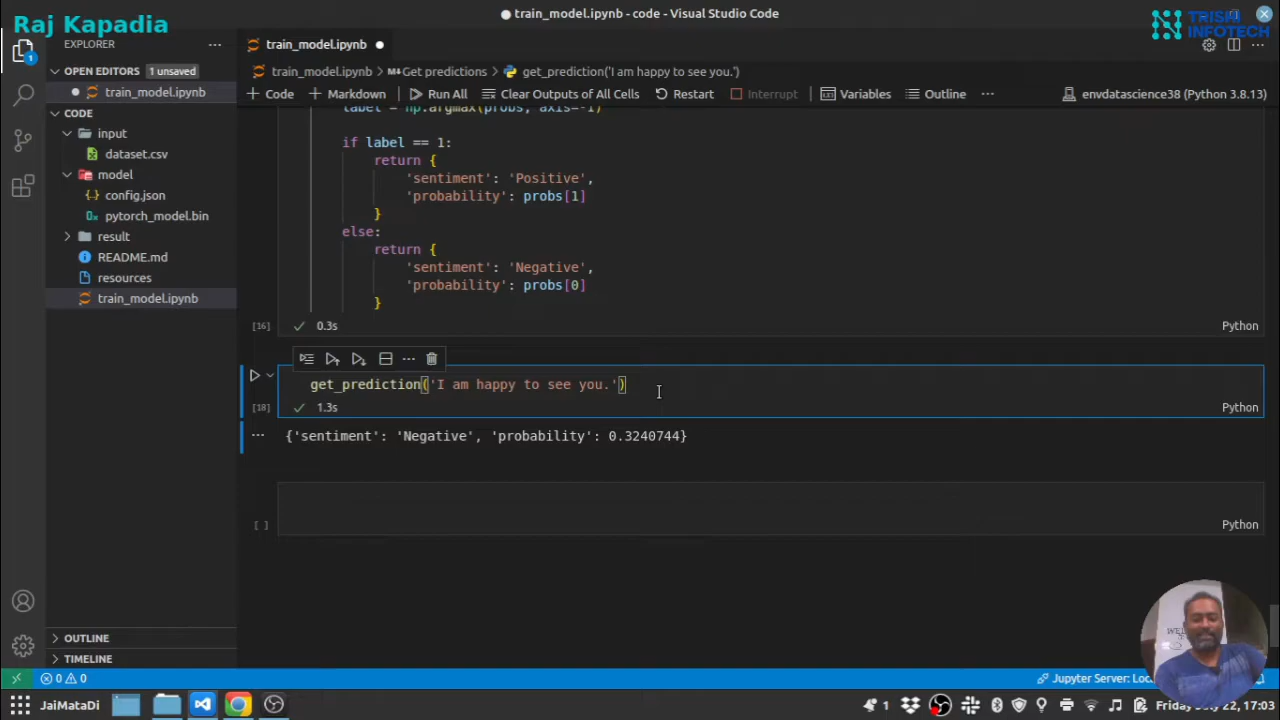 Raj Kapadia
train_model.ipynb - code - Visual Studio Code
TRISHI
INFOTECH
EXPLORER
train_model.ipynb
OPEN EDITORS 1 unsaved
train_model.ipynb > Get predictions > get_prediction('I am happy to see you.')
train_model.ipynb
Code Markdown Run All Clear Outputs of All Cells Restart Interrupt Variables Outline envdatascience38 (Python 3.8.13)
CODE
input
dataset.csv
model
config.json
pytorch_model.bin
result
README.md
resources
train_model.ipynb
label = np.argmax(probs, axis=-1)
if label == 1:
return {
'sentiment': 'Positive',
'probability': probs[1]
}
else:
return {
'sentiment': 'Negative',
'probability': probs[0]
}
[16] 0.3s Python
get_prediction('I am happy to see you.')
[18] 1.3s Python
{'sentiment': 'Negative', 'probability': 0.3240744}
[ ] Python
OUTLINE
TIMELINE
0 0 Jupyter Server: Loc
JaiMataDi 1 Friday July 22, 17:03